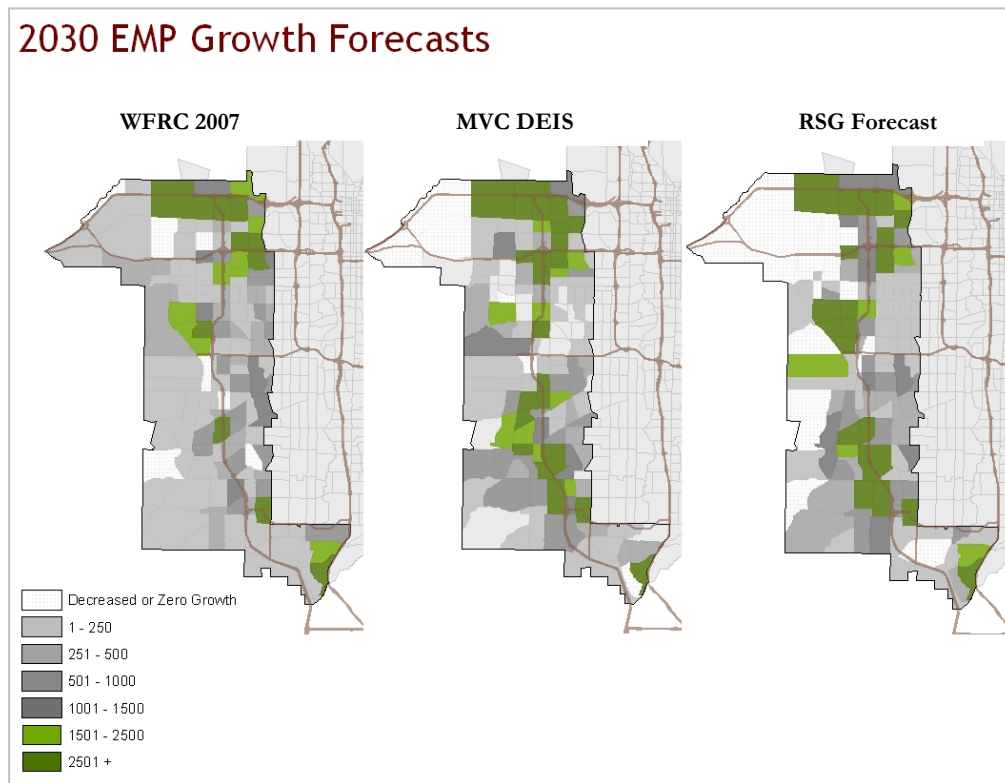 2030 EMP Growth Forecasts
WFRC 2007
MVC DEIS
RSG Forecast
Decreased or Zero Growth
1 - 250
251 - 500
501 - 1000
1001 - 1500
1501 - 2500
2501 +